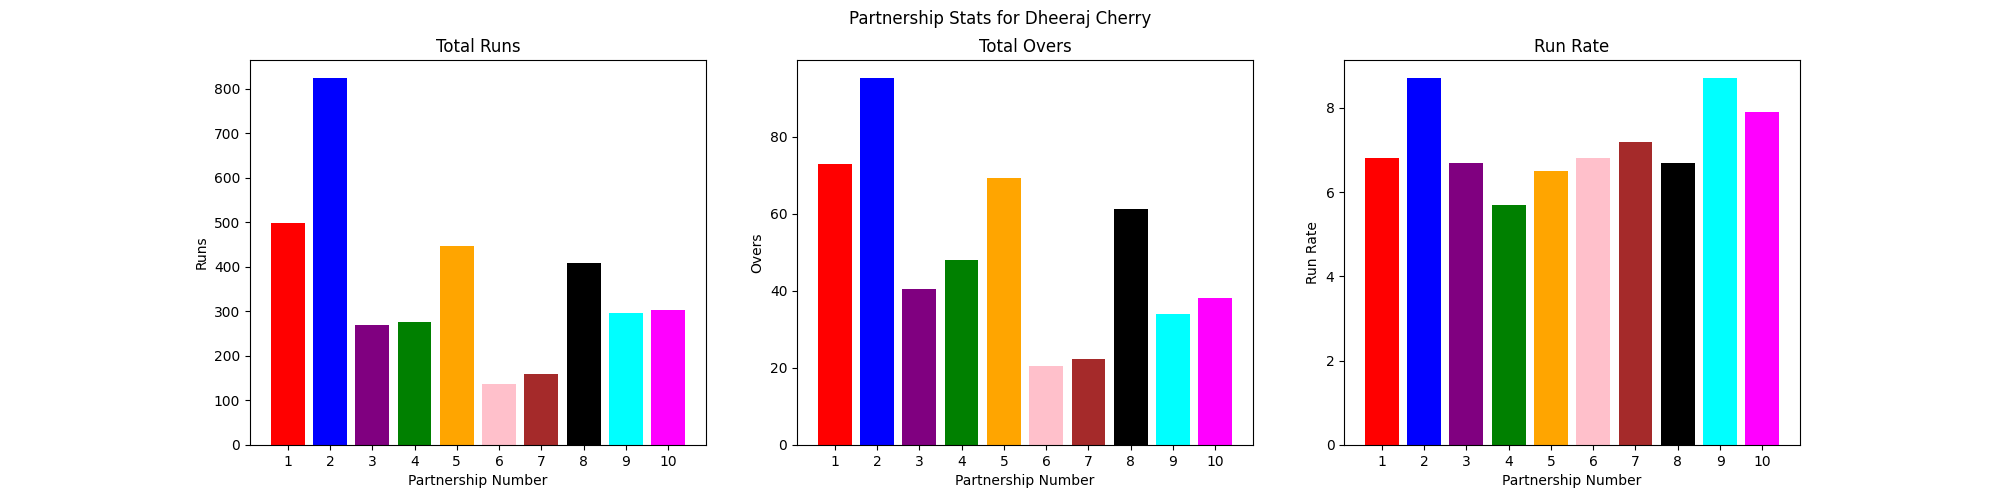 Partnership Stats for Dheeraj Cherry
Total Runs
800
700
600
500
400
300
200
100
0
Runs
1 2 3 4 5 6 7 8 9 10
Partnership Number
Total Overs
80
60
40
20
0
Overs
1 2 3 4 5 6 7 8 9 10
Partnership Number
Run Rate
8
6
4
2
0
Run Rate
1 2 3 4 5 6 7 8 9 10
Partnership Number